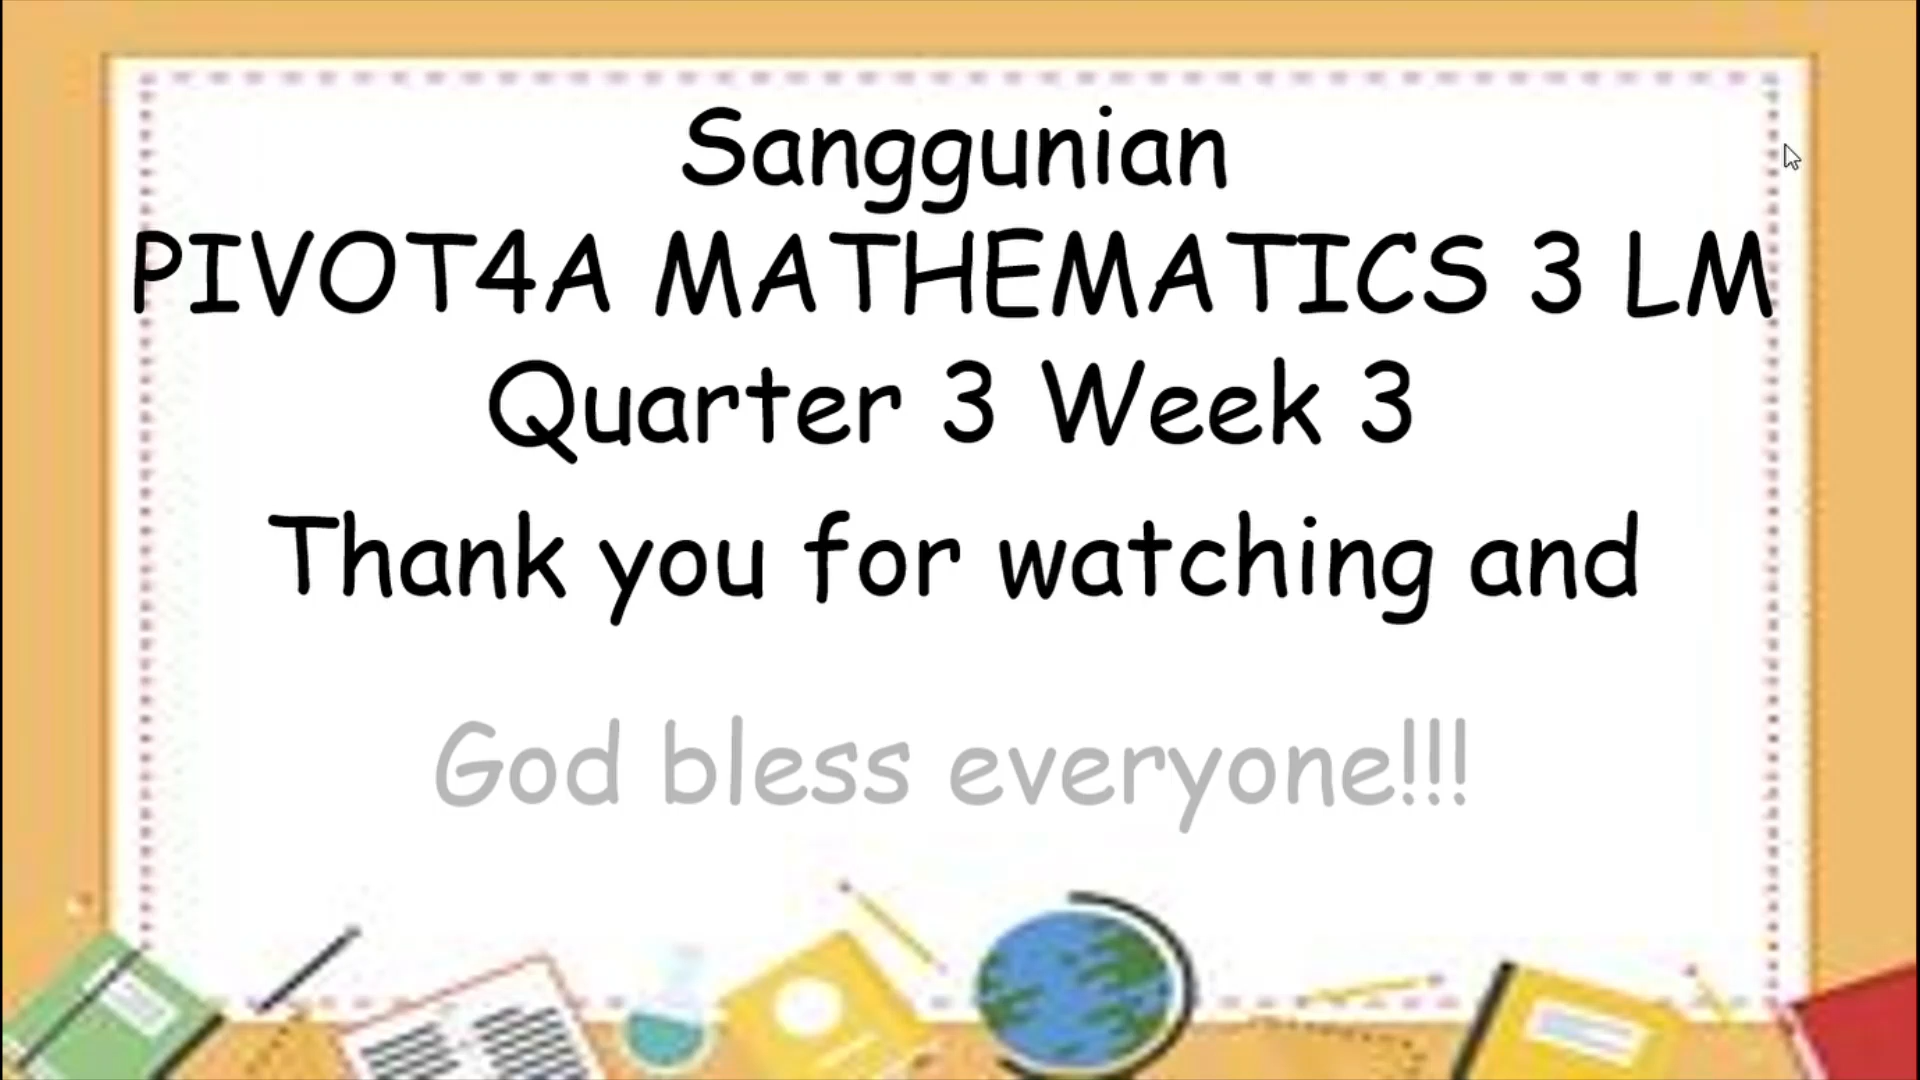 Sanggunian
PIVOT4A MATHEMATICS 3 LM
Quarter 3 Week 3
Thank you for watching and
God bless everyone!!!